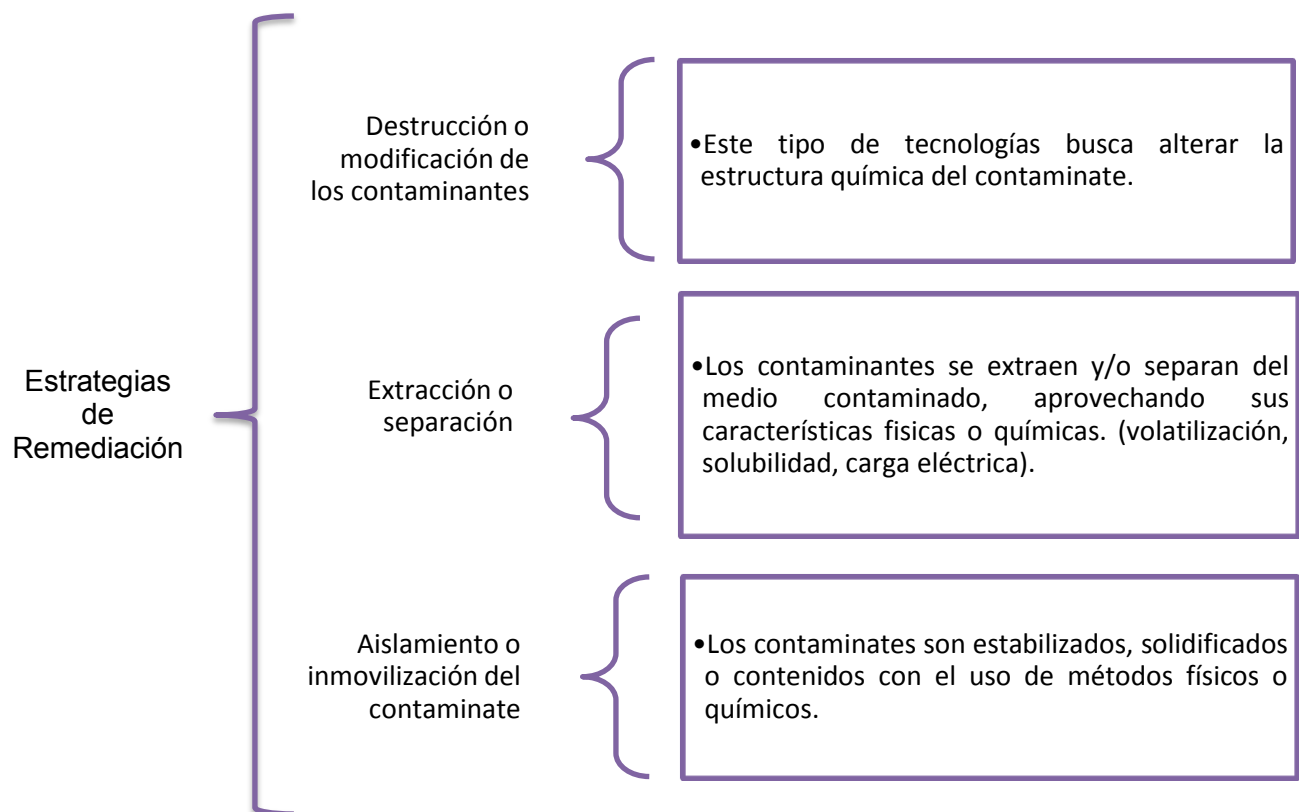 Estrategias
de
Remediación
Destrucción o
modificación de
los contaminantes
•Este tipo de tecnologías busca alterar la
estructura química del contaminate.
Extracción o
separación
•Los contaminantes se extraen y/o separan del
medio contaminado, aprovechando sus
características fisicas o químicas. (volatilización,
solubilidad, carga eléctrica).
Aislamiento o
inmovilización del
contaminate
•Los contaminates son estabilizados, solidificados
o contenidos con el uso de métodos físicos o
químicos.